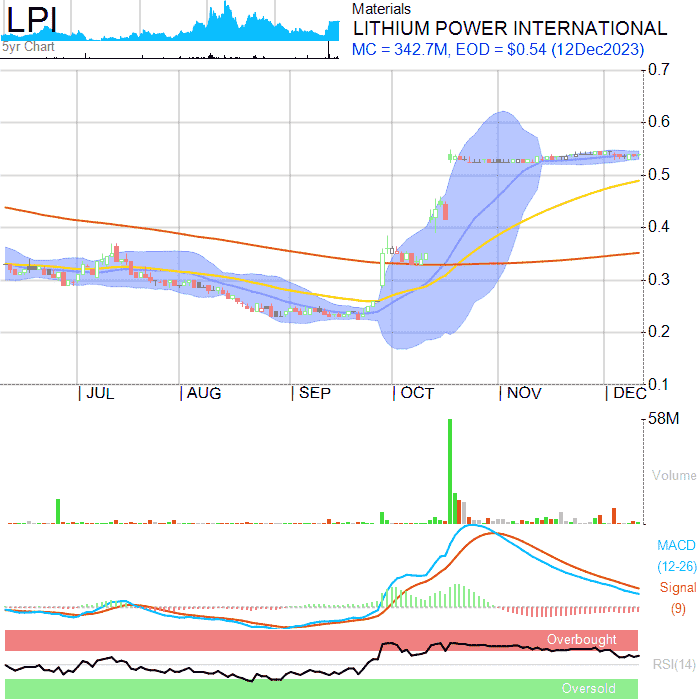 LPI
5yr Chart
Materials
LITHIUM POWER INTERNATIONAL
MC = 342.7M, EOD = $0.54 (12Dec2023)
0.7
0.6
0.5
0.4
0.3
0.2
0.1
| JUL | AUG | SEP | OCT | NOV | DEC
58M
Volume
MACD
(12-26)
Signal
(9)
Overbought
RSI(14)
Oversold